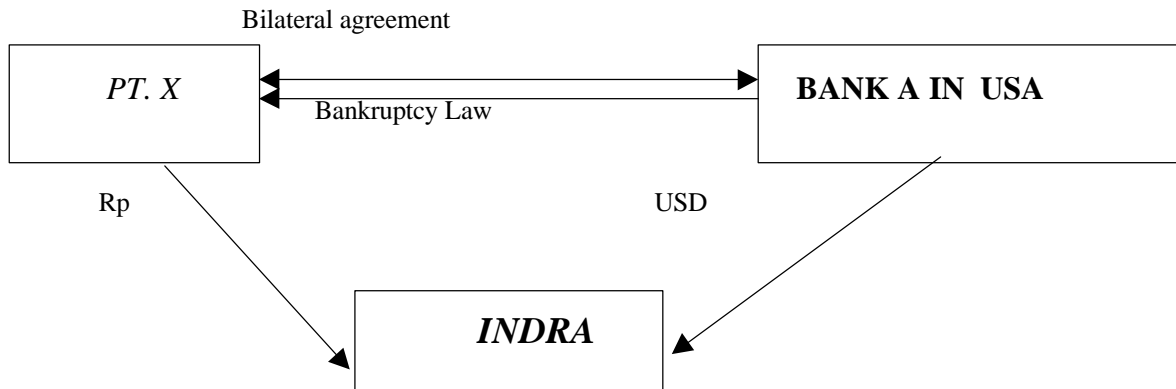 Bilateral agreement
PT. X
BANK A IN USA
Bankruptcy Law
Rp
USD
INDRA